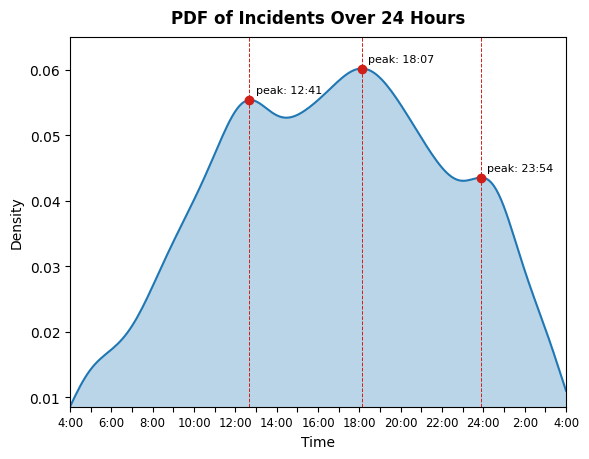 PDF of Incidents Over 24 Hours
peak: 18:07
peak: 12:41
peak: 23:54
Density
0.06
0.05
0.04
0.03
0.02
0.01
4:00 6:00 8:00 10:00 12:00 14:00 16:00 18:00 20:00 22:00 24:00 2:00 4:00
Time